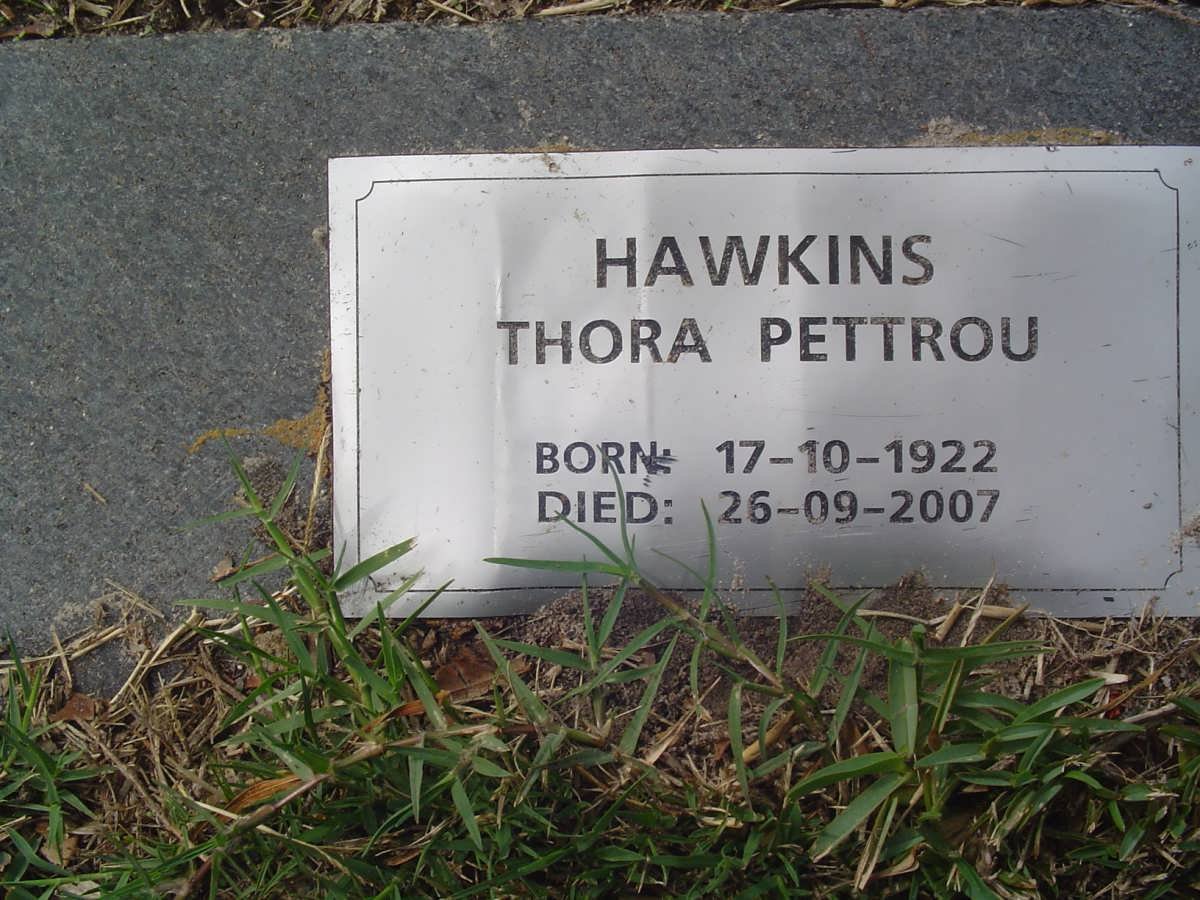 HAWKINS
THORA PETTROU
BORN: 17-10-1922
DIED: 26-09-2007